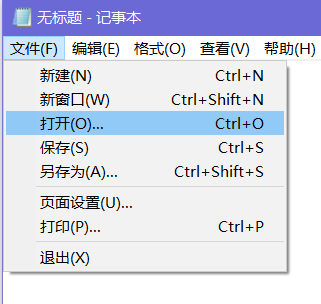 无标题 - 记事本
文件(F) 编辑(E) 格式(O) 查看(V) 帮助(H)
新建(N) Ctrl+N
新窗口(W) Ctrl+Shift+N
打开(O)... Ctrl+O
保存(S) Ctrl+S
另存为(A)... Ctrl+Shift+S
页面设置(U)...
打印(P)... Ctrl+P
退出(X)